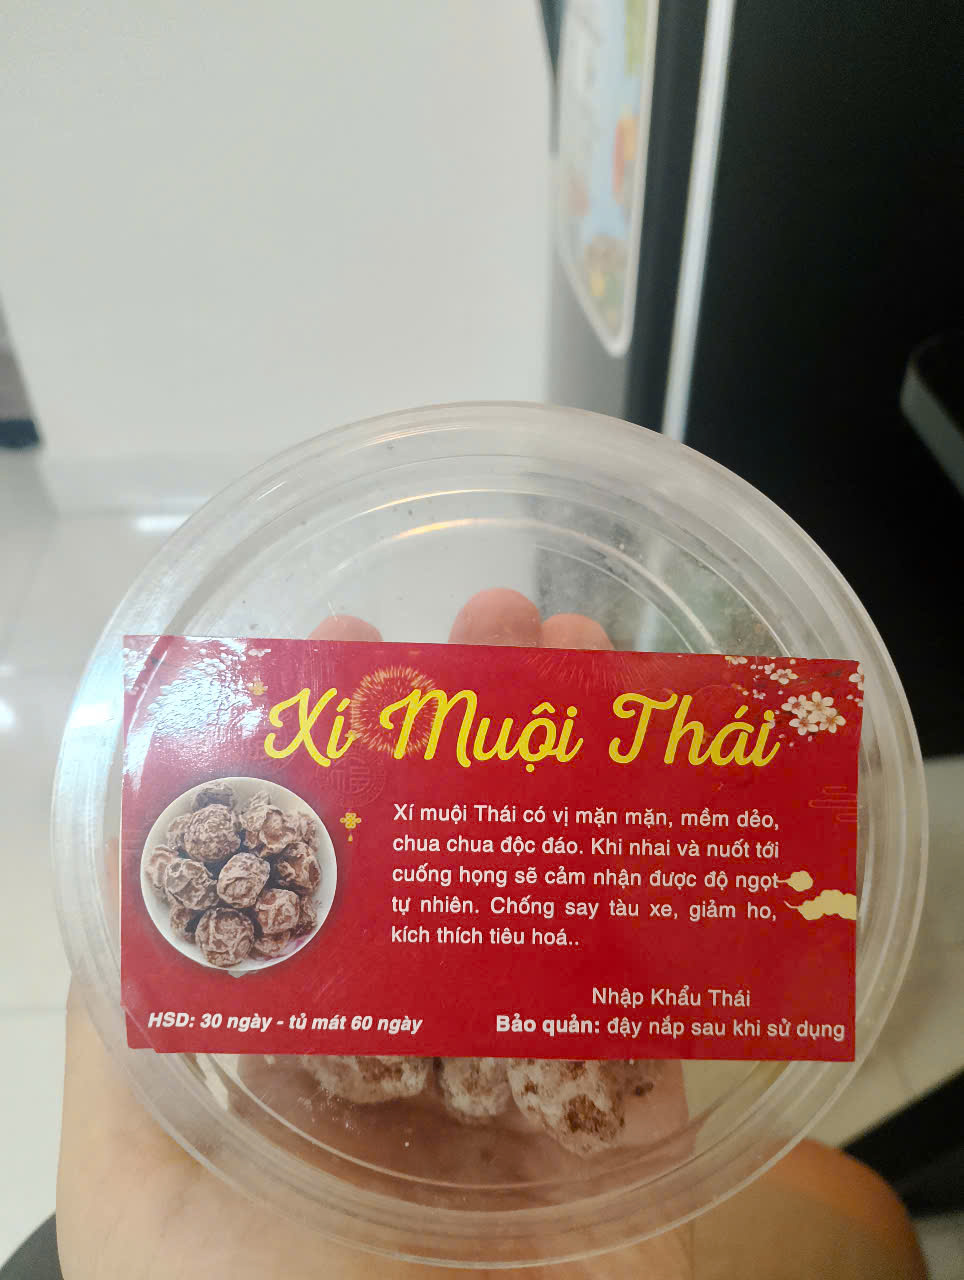 Xí Muội Thái
Xí muội Thái có vị mặn mặn, mềm dẻo,
chua chua độc đáo. Khi nhai và nuốt tới
cuống họng sẽ cảm nhận được độ ngọt
tự nhiên. Chống say tàu xe, giảm ho,
kích thích tiêu hoá..
Nhập Khẩu Thái
HSD: 30 ngày - tủ mát 60 ngày
Bảo quản: đậy nắp sau khi sử dụng